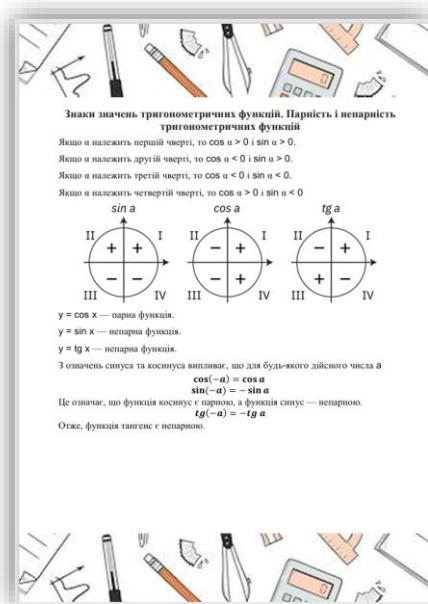 Знаки значень тригонометричних функцій. Парність і непарність
тригонометричних функцій
Якщо α належить першій чверті, то cos α > 0 і sin α > 0.
Якщо α належить другій чверті, то cos α < 0 і sin α > 0.
Якщо α належить третій чверті, то cos α < 0 і sin α < 0.
Якщо α належить четвертій чверті, то cos α > 0 і sin α < 0
sin a cos a tg a
II I II I II I
+ + − + − +
− − − + + −
III IV III IV III IV
y = cos x — парна функція.
y = sin x — непарна функція.
y = tg x — непарна функція.
З означень синуса та косинуса випливає, що для будь-якого дійсного числа a
cos(−a) = cos a
sin(−a) = − sin a
Це означає, що функція косинус є парною, а функція синус — непарною.
tg(−a) = −tg a
Отже, функція тангенс є непарною.